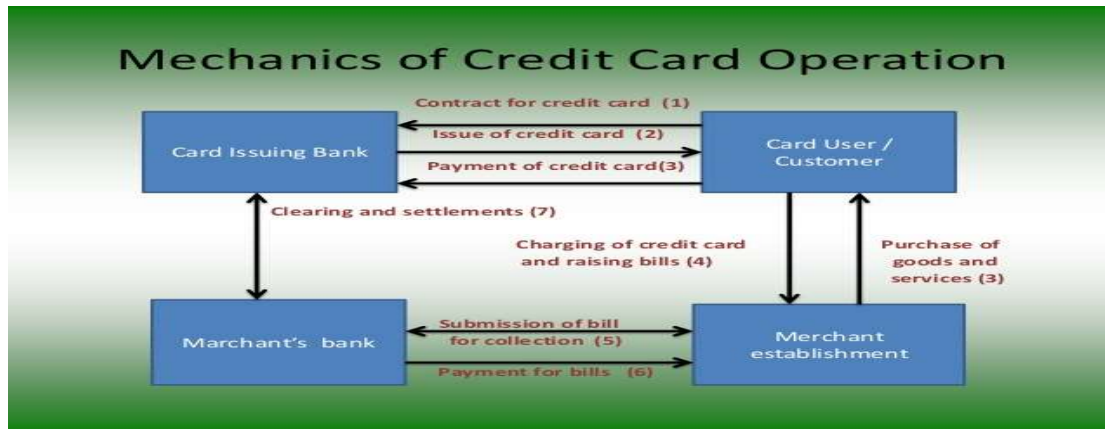 Mechanics of Credit Card Operation
Contract for credit card (1)
Card Issuing Bank
Issue of credit card (2)
Card User /
Customer
Payment of credit card(3)
Clearing and settlements (7)
Charging of credit card
and raising bills (4)
Purchase of
goods and
services (3)
Marchant's bank
Submission of bill
for collection (5)
Merchant
establishment
Payment for bills (6)